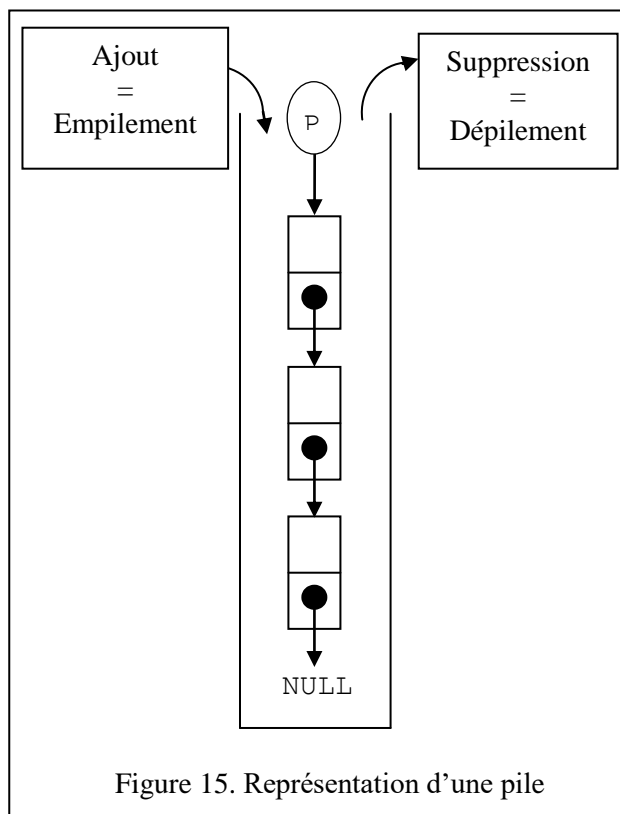 Ajout
=
Empilement
Suppression
=
Dépilement
P
NULL
Figure 15. Représentation d’une pile